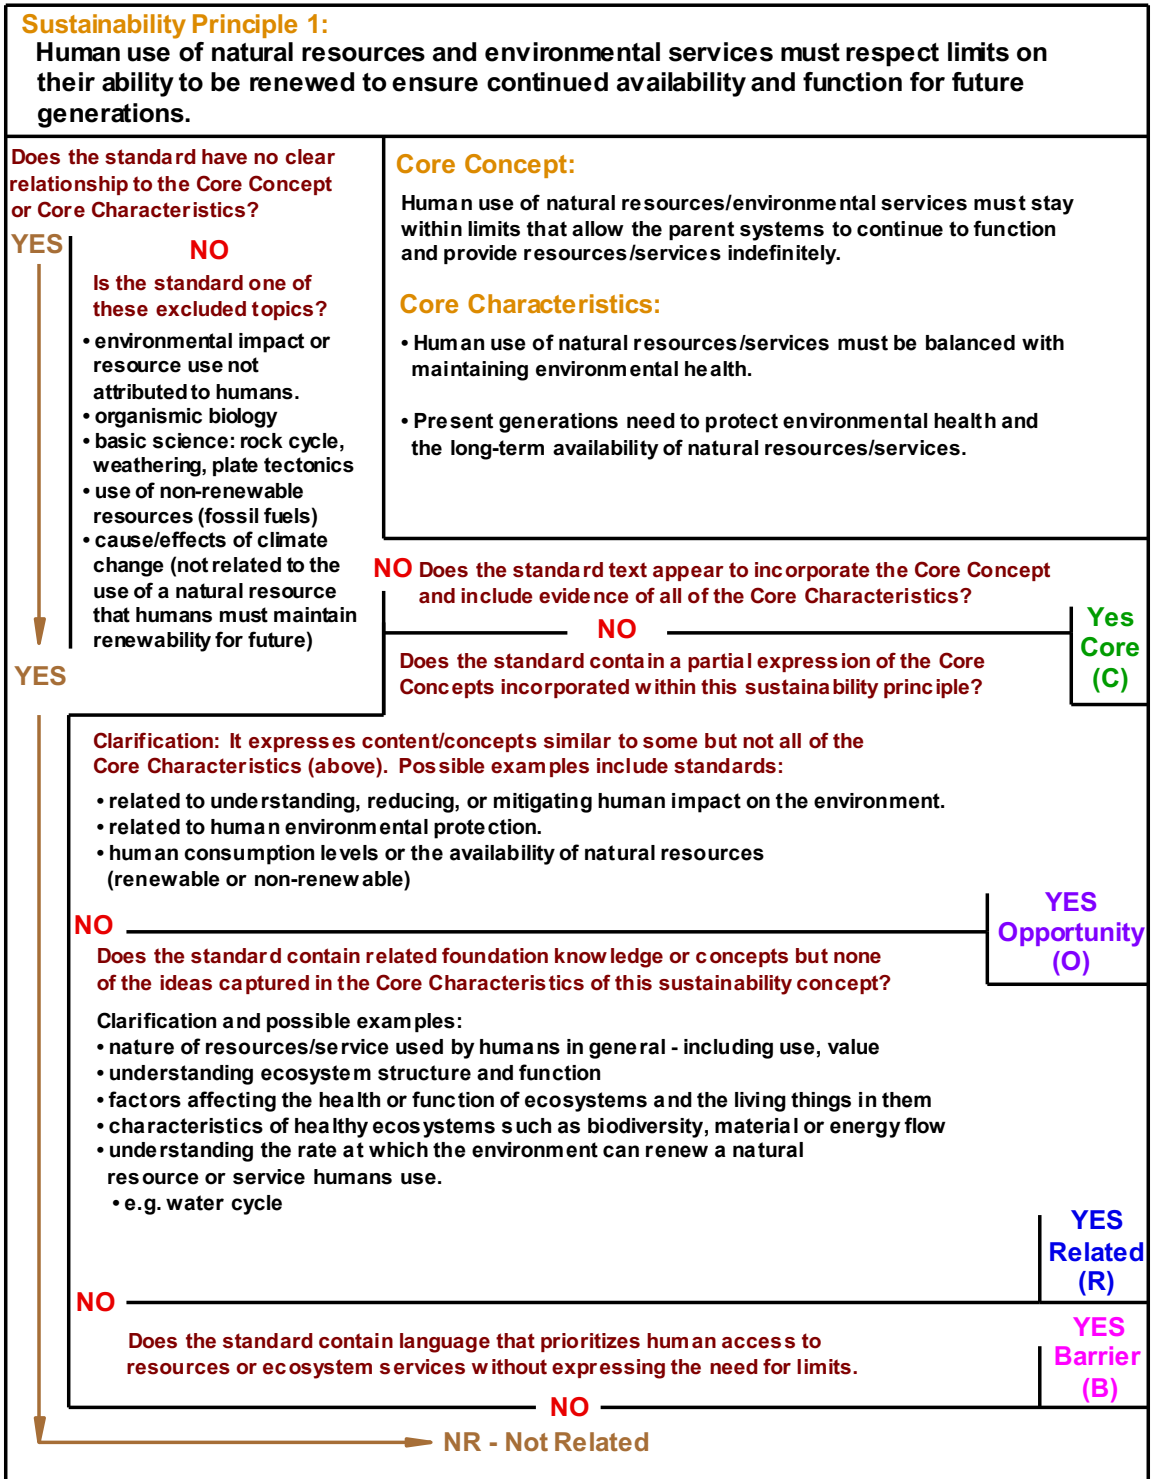 Sustainability Principle 1:
Human use of natural resources and environmental services must respect limits on
their ability to be renewed to ensure continued availability and function for future
generations.
Does the standard have no clear
relationship to the Core Concept
or Core Characteristics?
YES
NO
Is the standard one of
these excluded topics?
• environmental impact or
resource use not
attributed to humans.
• organismic biology
• basic science: rock cycle,
weathering, plate tectonics
• use of non-renewable
resources (fossil fuels)
• cause/effects of climate
change (not related to the
use of a natural resource
that humans must maintain
renewability for future)
YES
Core Concept:
Human use of natural resources/environmental services must stay
within limits that allow the parent systems to continue to function
and provide resources/services indefinitely.
Core Characteristics:
• Human use of natural resources/services must be balanced with
maintaining environmental health.
• Present generations need to protect environmental health and
the long-term availability of natural resources/services.
NO Does the standard text appear to incorporate the Core Concept
and include evidence of all of the Core Characteristics?
Yes
Core
(C)
NO
Does the standard contain a partial expression of the Core
Concepts incorporated within this sustainability principle?
Clarification: It expresses content/concepts similar to some but not all of the
Core Characteristics (above). Possible examples include standards:
• related to understanding, reducing, or mitigating human impact on the environment.
• related to human environmental protection.
• human consumption levels or the availability of natural resources
(renewable or non-renewable)
YES
Opportunity
(O)
NO
Does the standard contain related foundation knowledge or concepts but none
of the ideas captured in the Core Characteristics of this sustainability concept?
Clarification and possible examples:
• nature of resources/service used by humans in general - including use, value
• understanding ecosystem structure and function
• factors affecting the health or function of ecosystems and the living things in them
• characteristics of healthy ecosystems such as biodiversity, material or energy flow
• understanding the rate at which the environment can renew a natural
resource or service humans use.
• e.g. water cycle
YES
Related
(R)
NO
Does the standard contain language that prioritizes human access to
resources or ecosystem services without expressing the need for limits.
YES
Barrier
(B)
NO
NR - Not Related